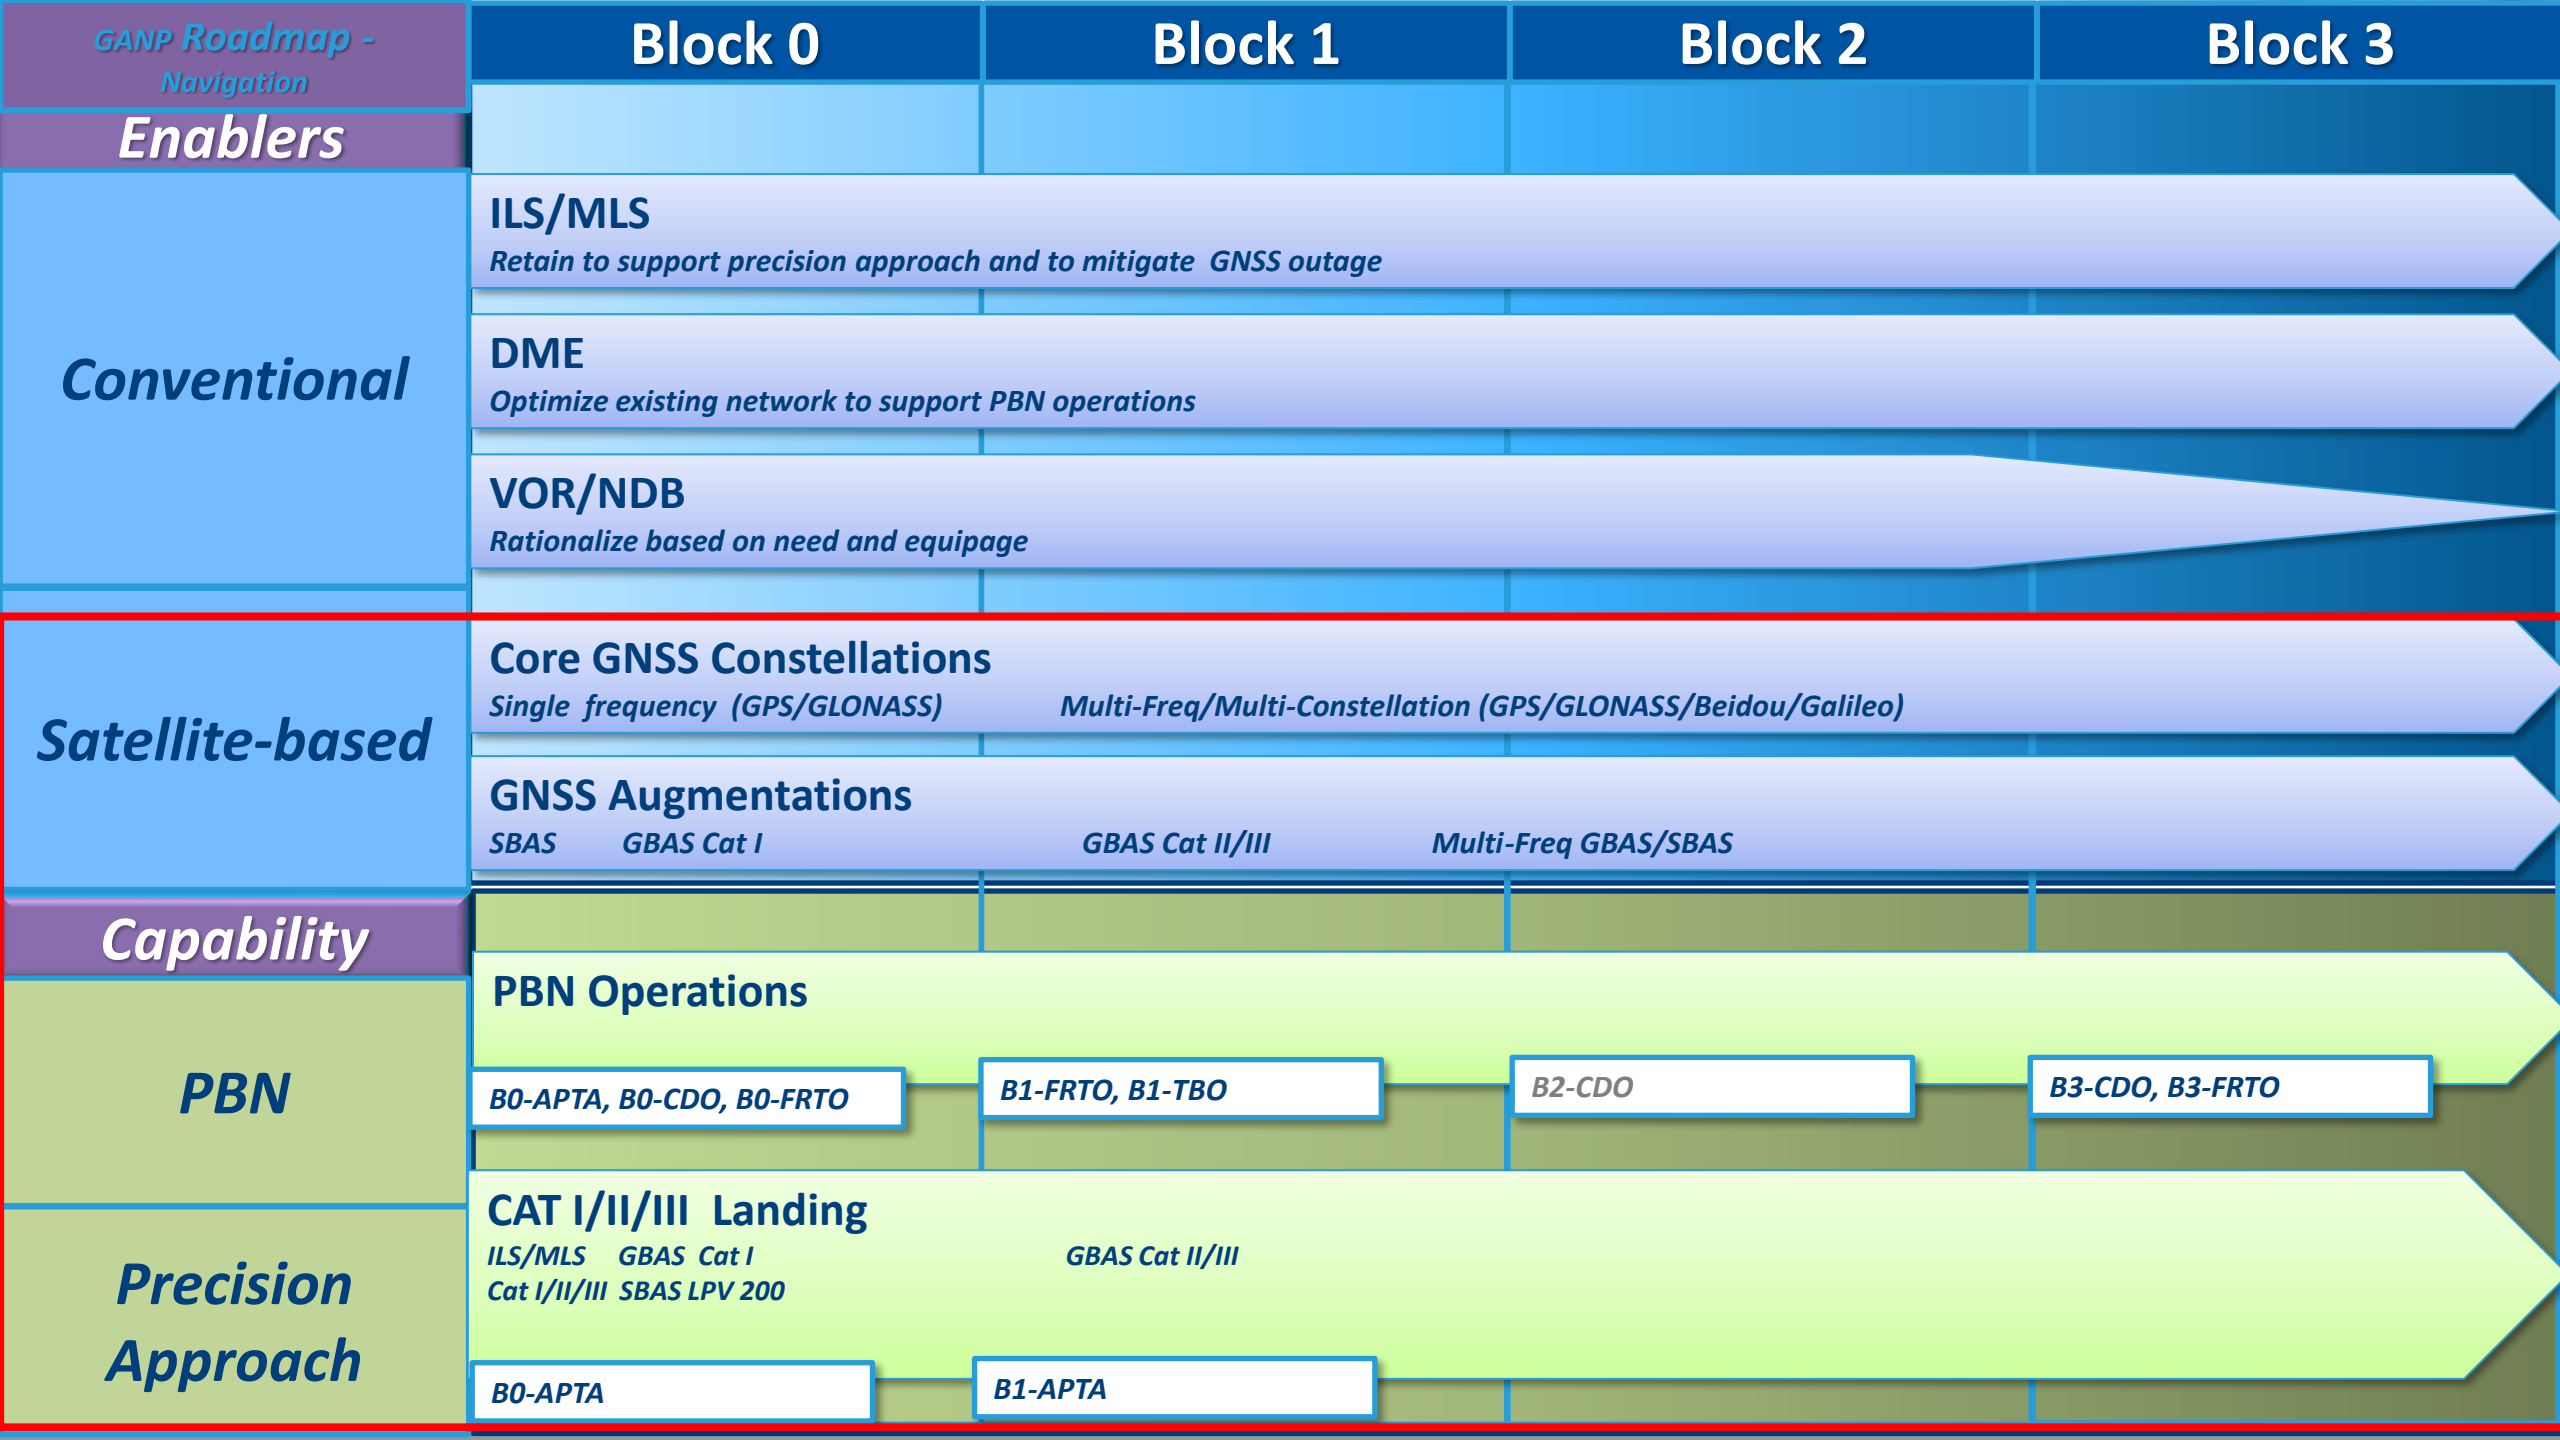 GANP Roadmap -
Navigation
Block 0
Block 1
Block 2
Block 3
Enablers
Conventional
ILS/MLS
Retain to support precision approach and to mitigate GNSS outage
DME
Optimize existing network to support PBN operations
VOR/NDB
Rationalize based on need and equipage
Satellite-based
Core GNSS Constellations
Single frequency (GPS/GLONASS) Multi-Freq/Multi-Constellation (GPS/GLONASS/Beidou/Galileo)
GNSS Augmentations
SBAS GBAS Cat I GBAS Cat II/III Multi-Freq GBAS/SBAS
Capability
PBN
PBN Operations
B0-APTA, B0-CDO, B0-FRTO
B1-FRTO, B1-TBO
B2-CDO
B3-CDO, B3-FRTO
Precision
Approach
CAT I/II/III Landing
ILS/MLS GBAS Cat I GBAS Cat II/III
Cat I/II/III SBAS LPV 200
B0-APTA
B1-APTA